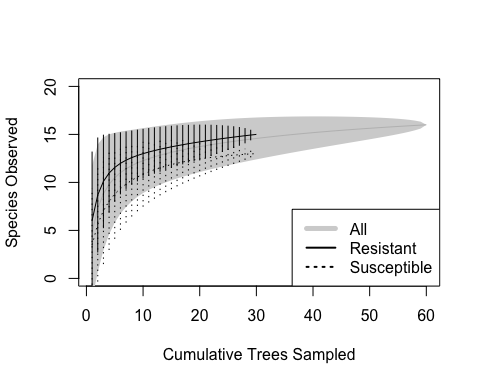 Species Observed
20
15
10
5
0
All
Resistant
Susceptible
0 10 20 30 40 50 60
Cumulative Trees Sampled